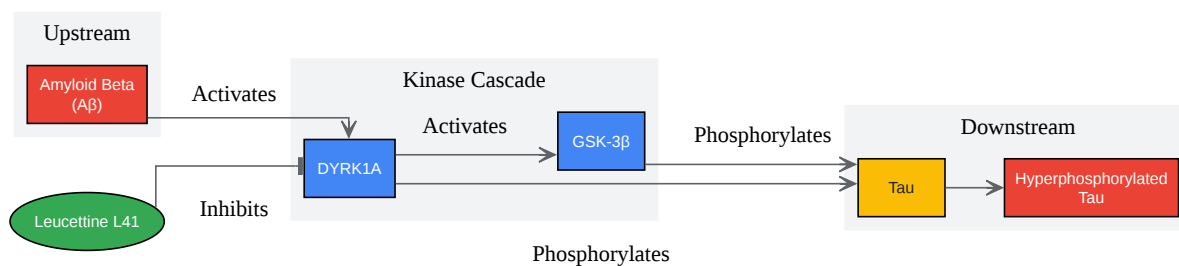 Upstream
Amyloid Beta
(Aβ)
Activates
Kinase Cascade
Activates
GSK-3β
DYRK1A
Phosphorylates
Downstream
Tau
Hyperphosphorylated
Tau
Leucettine L41
Inhibits
Phosphorylates